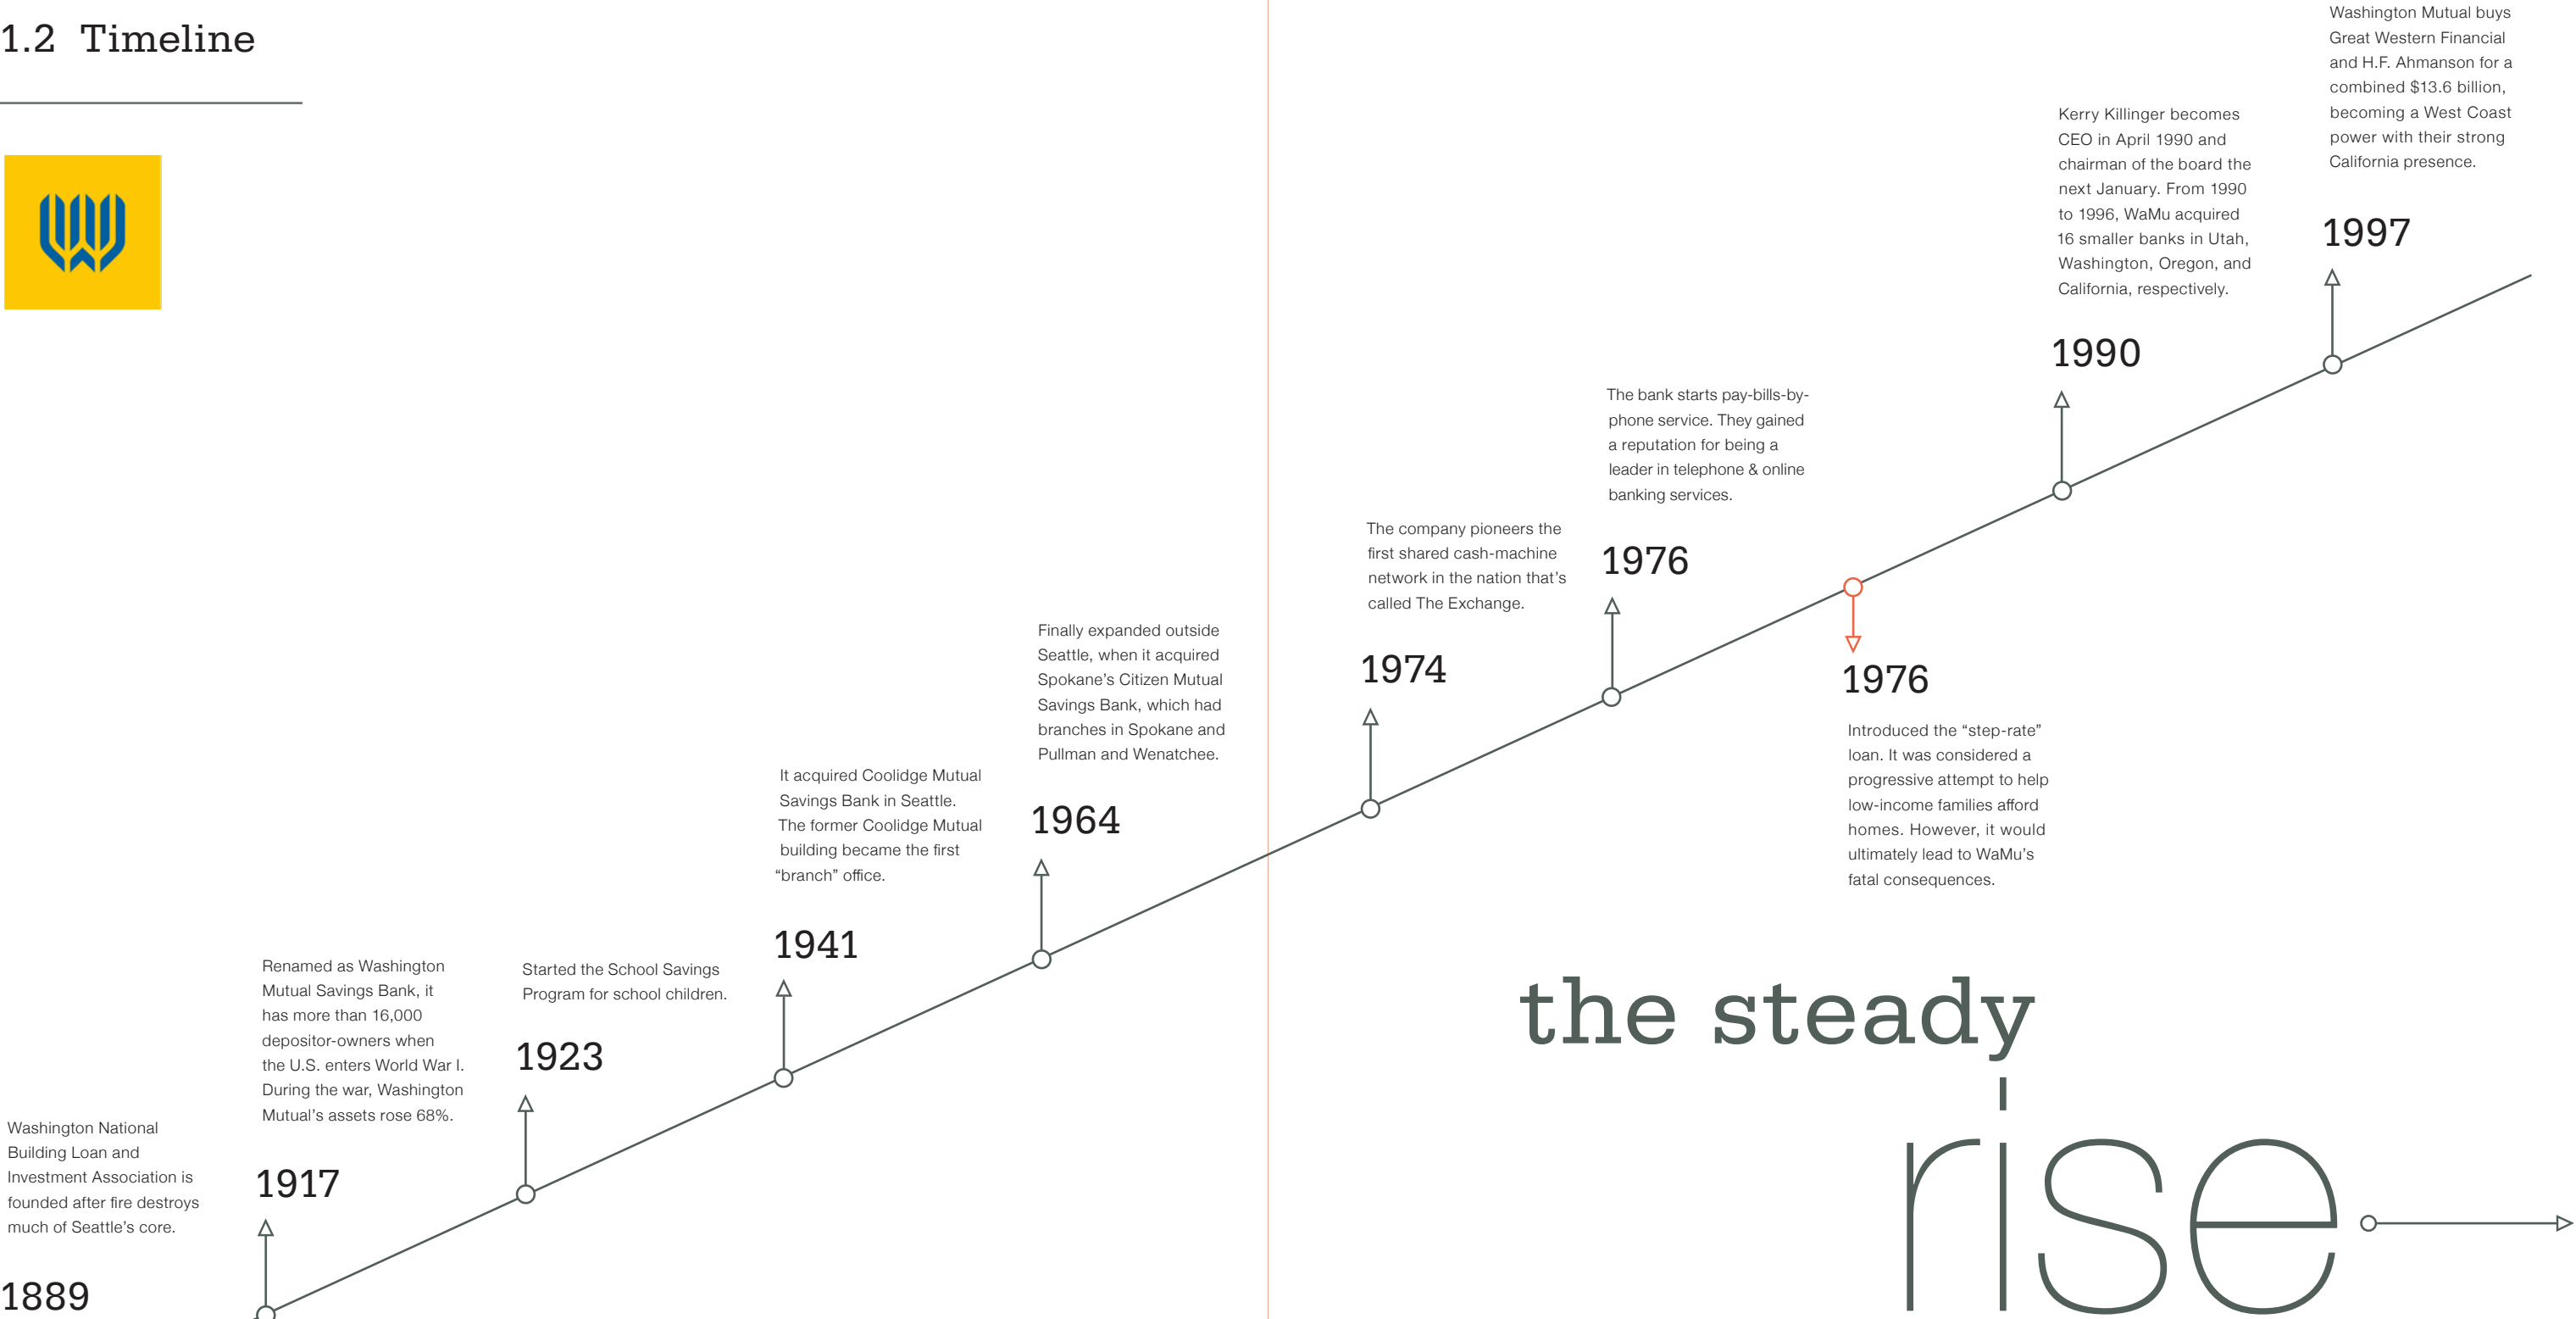 1.2 Timeline
Washington National
Building Loan and
Investment Association is
founded after fire destroys
much of Seattle's core.
1889
Renamed as Washington
Mutual Savings Bank, it
has more than 16,000
depositor-owners when
the U.S. enters World War I.
During the war, Washington
Mutual's assets rose 68%.
1917
Started the School Savings
Program for school children.
1923
It acquired Coolidge Mutual
Savings Bank in Seattle.
The former Coolidge Mutual
building became the first
“branch” office.
1941
Finally expanded outside
Seattle, when it acquired
Spokane's Citizen Mutual
Savings Bank, which had
branches in Spokane and
Pullman and Wenatchee.
1964
The company pioneers the
first shared cash-machine
network in the nation that's
called The Exchange.
1974
The bank starts pay-bills-by-
phone service. They gained
a reputation for being a
leader in telephone & online
banking services.
1976
1976
Introduced the “step-rate”
loan. It was considered a
progressive attempt to help
low-income families afford
homes. However, it would
ultimately lead to WaMu's
fatal consequences.
Kerry Killinger becomes
CEO in April 1990 and
chairman of the board the
next January. From 1990
to 1996, WaMu acquired
16 smaller banks in Utah,
Washington, Oregon, and
California, respectively.
1990
Washington Mutual buys
Great Western Financial
and H.F. Ahmanson for a
combined $13.6 billion,
becoming a West Coast
power with their strong
California presence.
1997
the steady
rise